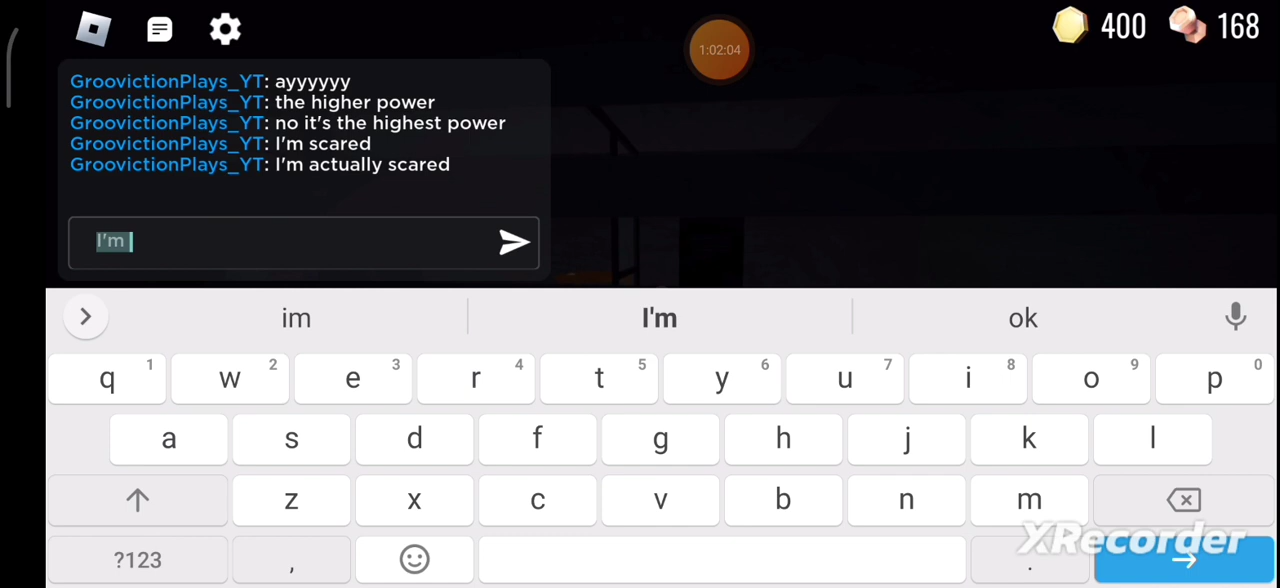 1:02:04
400 168
GroovictionPlays_YT: ayyyyyy
GroovictionPlays_YT: the higher power
GroovictionPlays_YT: no it's the highest power
GroovictionPlays_YT: I'm scared
GroovictionPlays_YT: I'm actually scared
I'm
im I'm ok
q 1 w 2 e 3 r 4 t 5 y 6 u 7 i 8 o 9 p 0
a s d f g h j k l
z x c v b n m
?123 , .
XRecorder